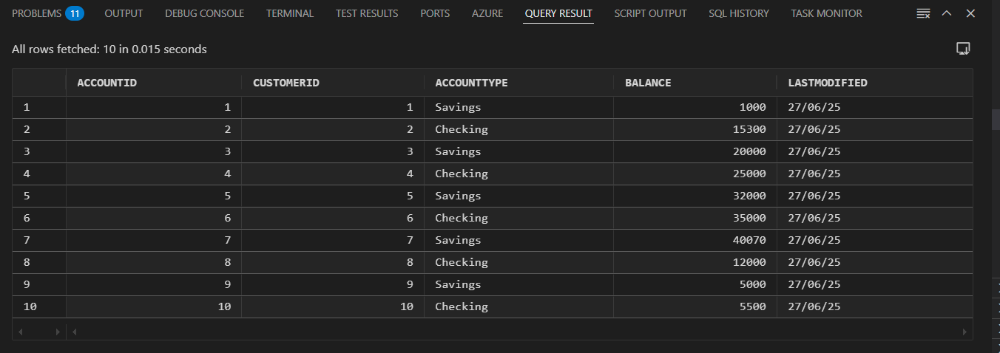 PROBLEMS 11 OUTPUT DEBUG CONSOLE TERMINAL TEST RESULTS PORTS AZURE QUERY RESULT SCRIPT OUTPUT SQL HISTORY TASK MONITOR
All rows fetched: 10 in 0.015 seconds
ACCOUNTID CUSTOMERID ACCOUNTTYPE BALANCE LASTMODIFIED
1 1 1 Savings 1000 27/06/25
2 2 2 Checking 15300 27/06/25
3 3 3 Savings 20000 27/06/25
4 4 4 Checking 25000 27/06/25
5 5 5 Savings 32000 27/06/25
6 6 6 Checking 35000 27/06/25
7 7 7 Savings 40070 27/06/25
8 8 8 Checking 12000 27/06/25
9 9 9 Savings 5000 27/06/25
10 10 10 Checking 5500 27/06/25